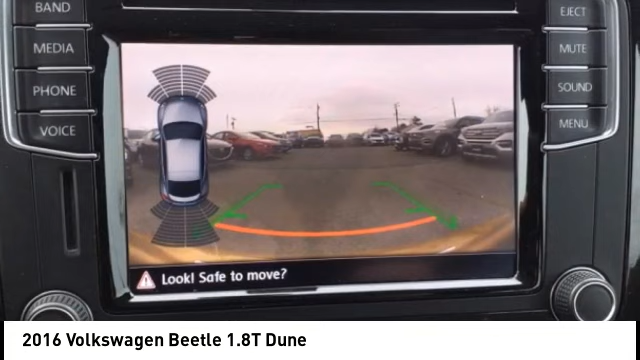 BAND
MEDIA
PHONE
VOICE
EJECT
MUTE
SOUND
MENU
Look! Safe to move?
2016 Volkswagen Beetle 1.8T Dune